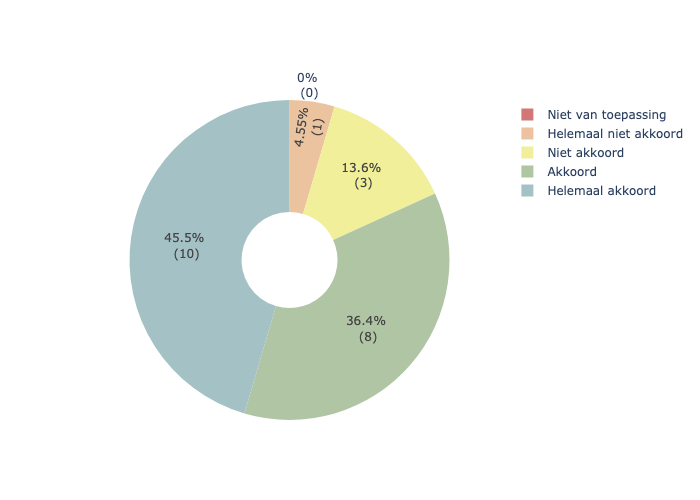 0%
(0)
4.55%
(1)
13.6%
(3)
45.5%
(10)
36.4%
(8)
Niet van toepassing
Helemaal niet akkoord
Niet akkoord
Akkoord
Helemaal akkoord